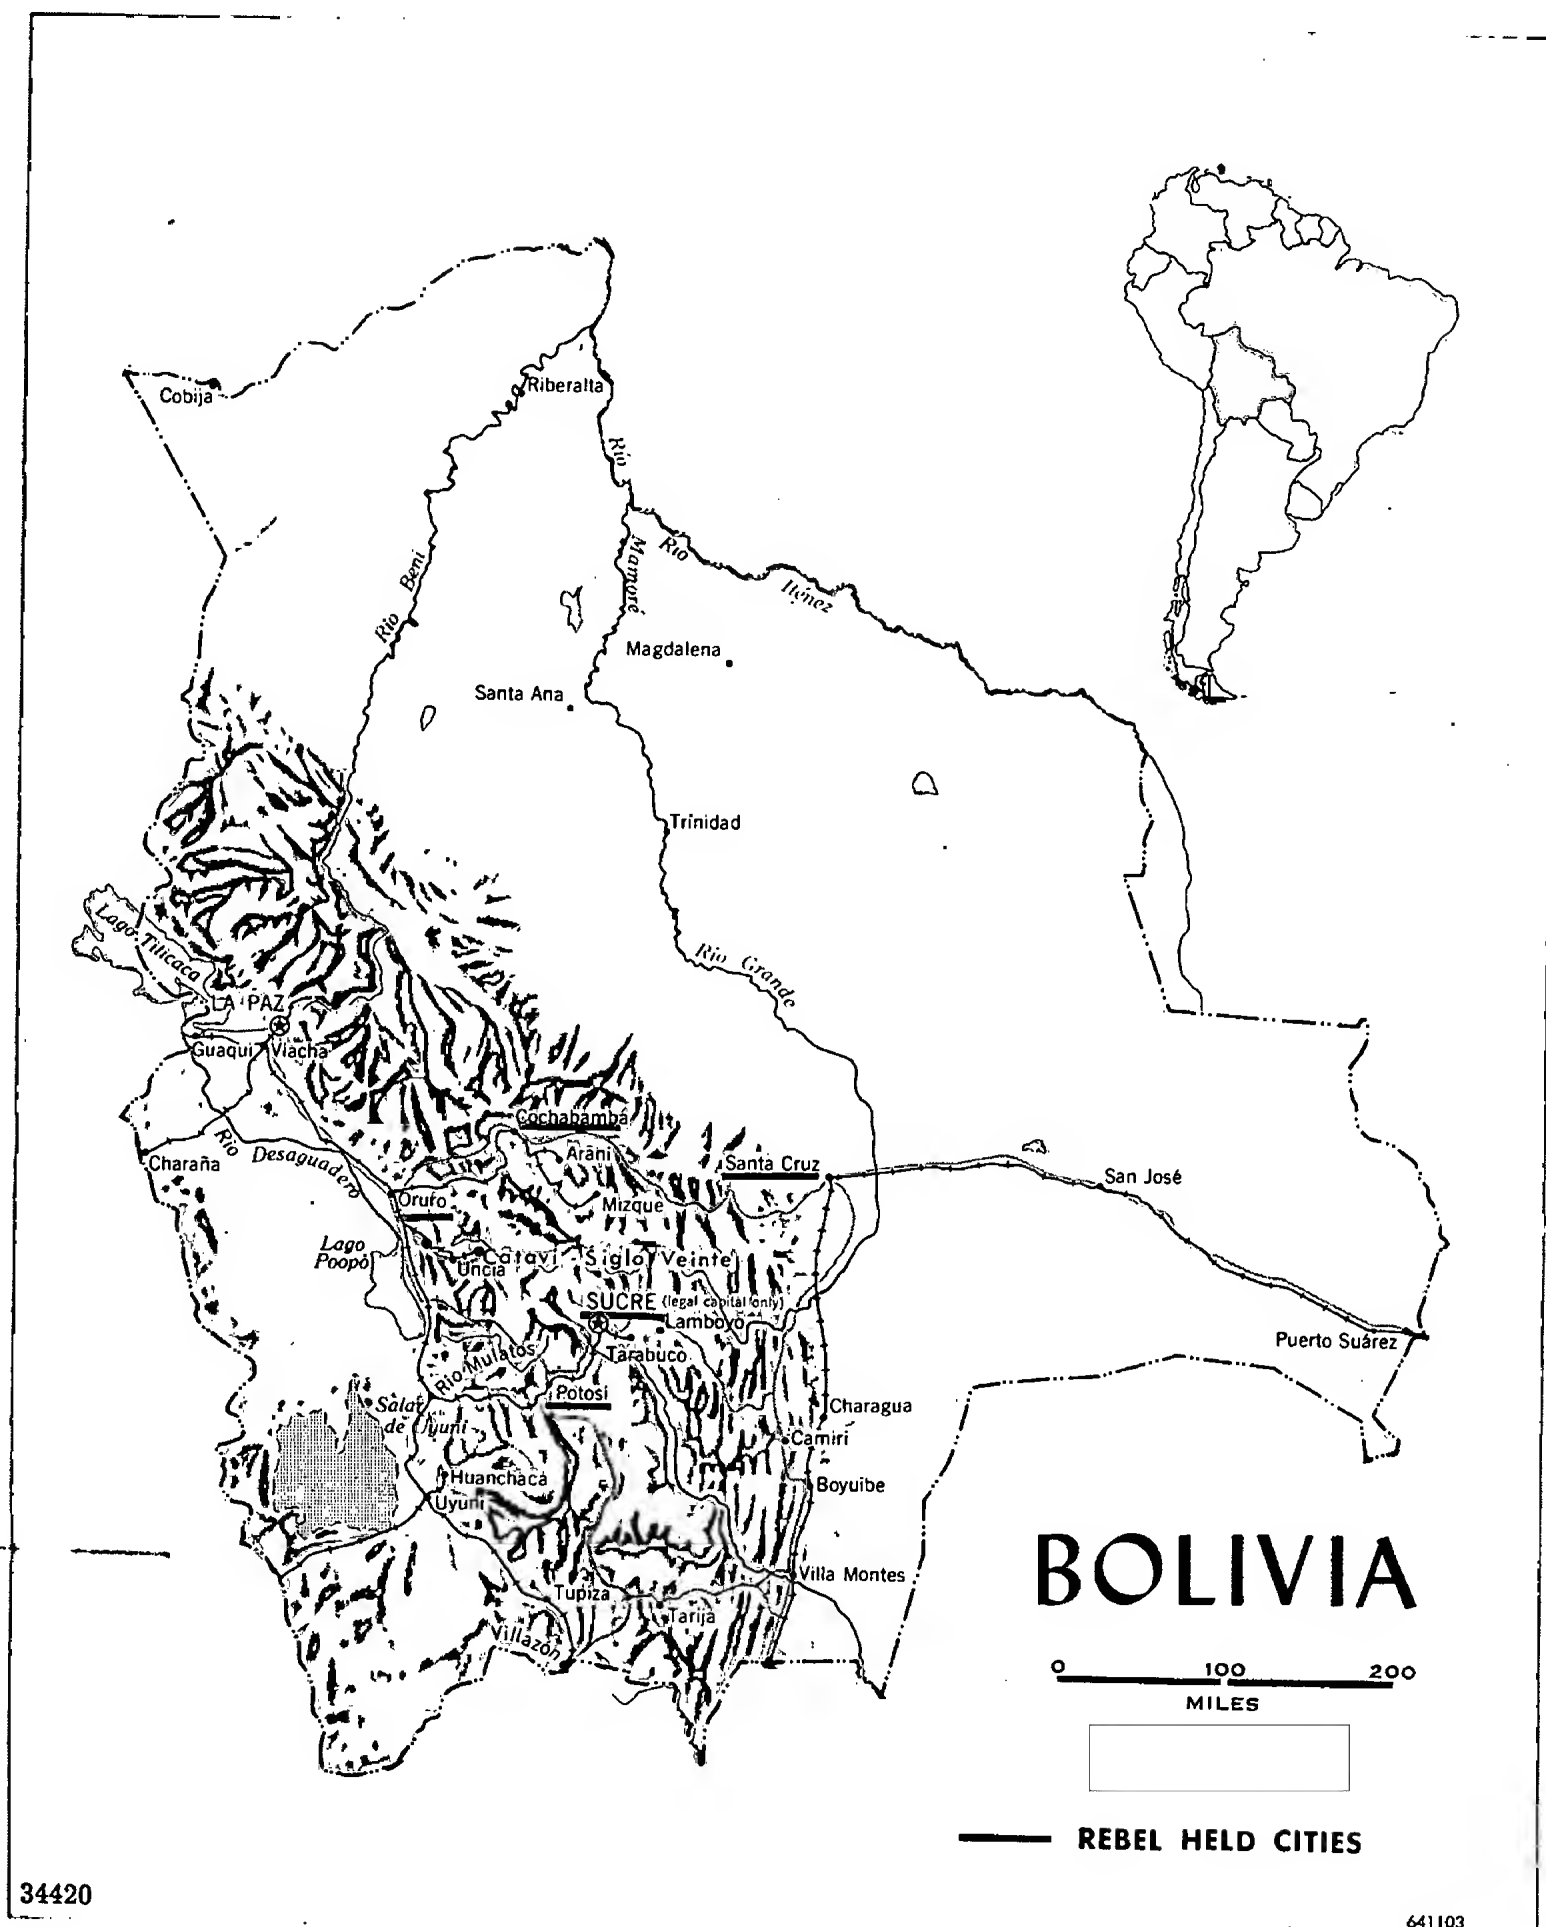 Cobija
Riberalta
Río
Río Beni
Mamoré
Río
Iténez
Magdalena
Santa Ana
Trinidad
Lago Titicaca
Río Grande
LA PAZ
Guaqui
Viacha
Cochabamba
Arani
Río
Desaguadero
Charaña
Santa Cruz
San José
Oruro
Mizque
Lago
Poopó
Catavi - Siglo Veinte
Uncía
SUCRE (legal capital only)
Lamboyo
Puerto Suárez
Tarabuco
Rio Mulatos
Potosí
Salar
de Uyuni
Charagua
Camiri
Huanchaca
Boyuibe
Uyuni
Villa Montes
Tupiza
Tarija
Villazón
BOLIVIA
0 100 200
MILES
REBEL HELD CITIES
34420
641103